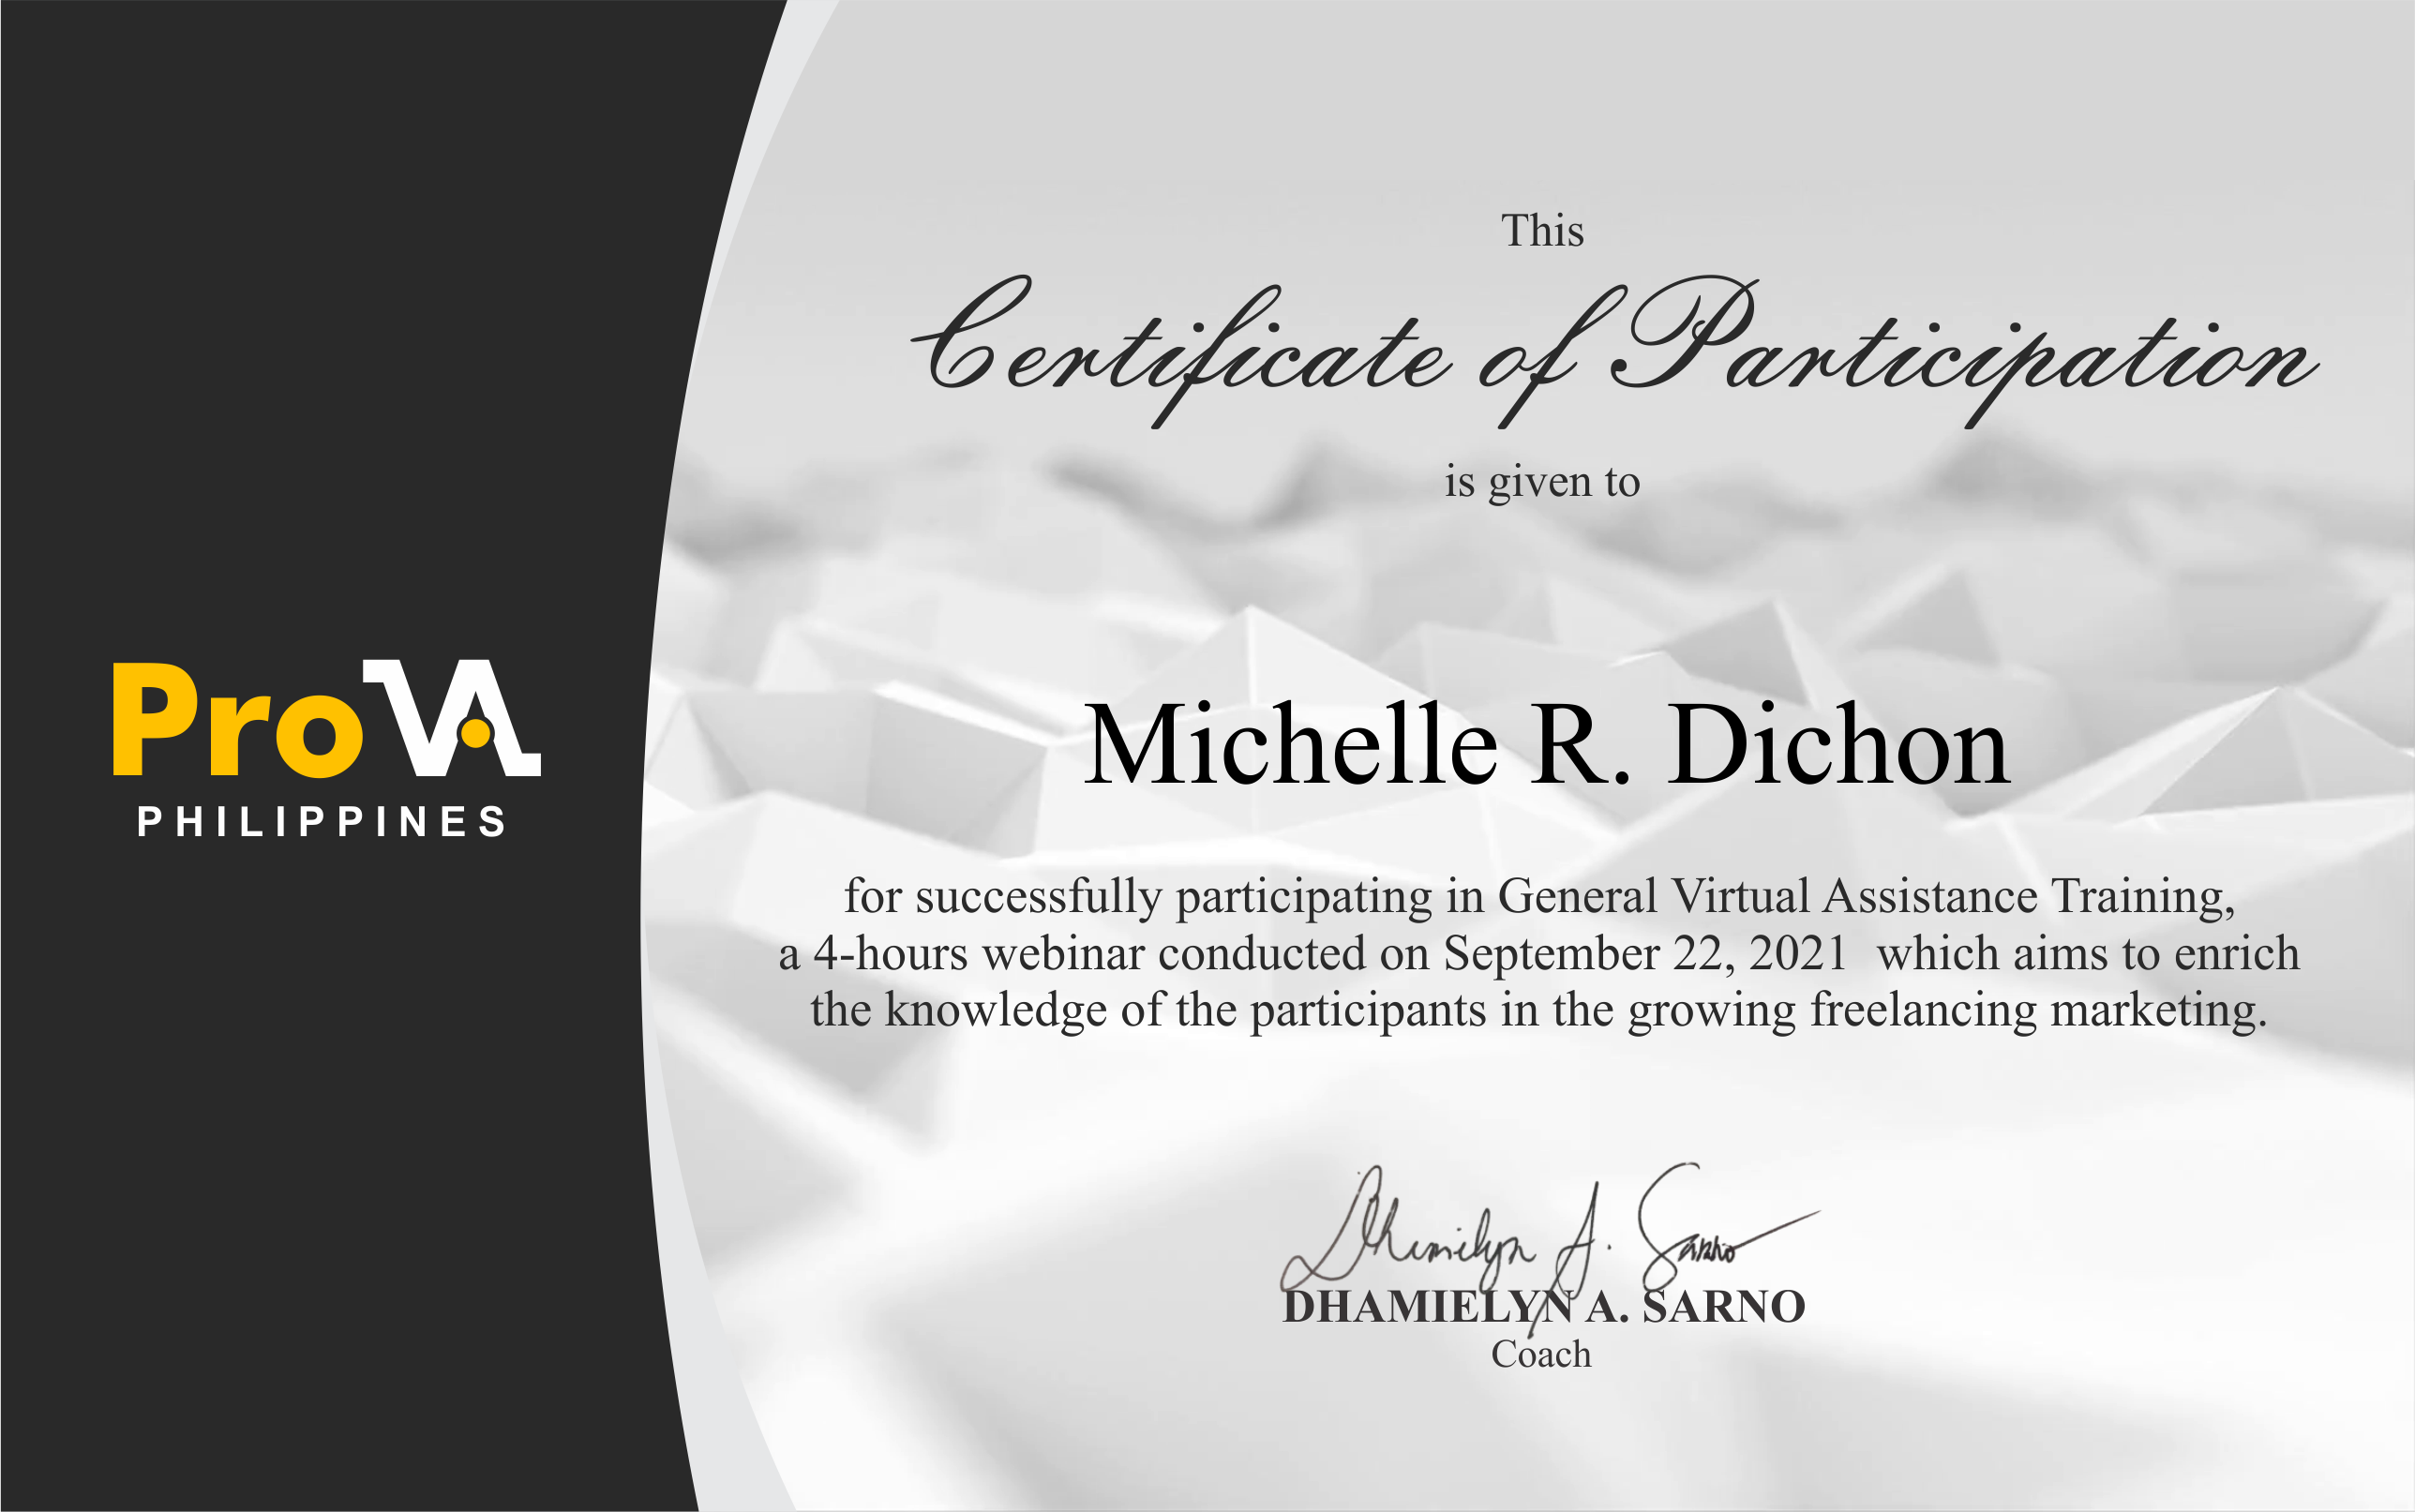 ProVA
PHILIPPINES
This
Certificate of Participation
is given to
Michelle R. Dichon
for successfully participating in General Virtual Assistance Training,
a 4-hours webinar conducted on September 22, 2021 which aims to enrich
the knowledge of the participants in the growing freelancing marketing.
Dhamielyn A. Sarno
DHAMIELYN A. SARNO
Coach